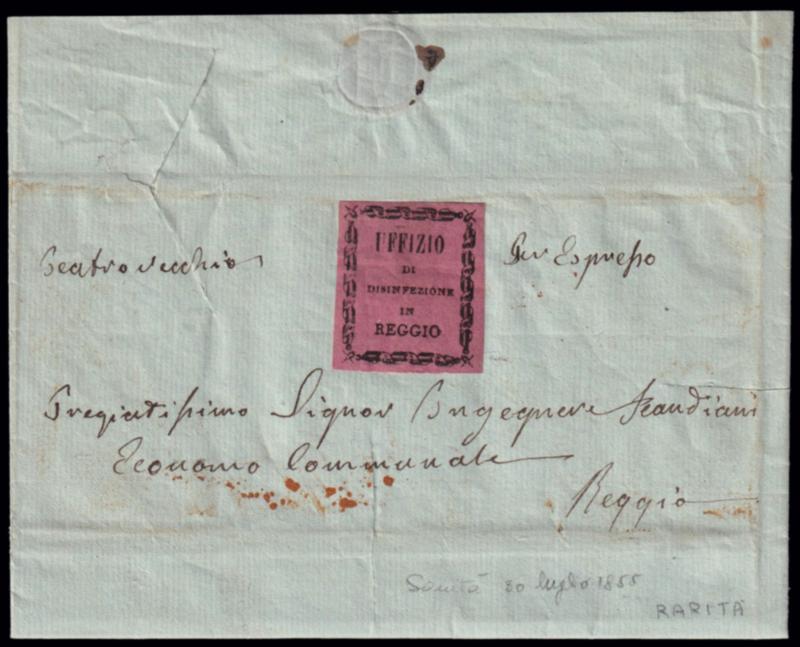 Teatro Vecchio
UFFIZIO
DI
DISINFEZIONE
IN
REGGIO
Per Espresso
Pregiatissimo Signor Ingegnere Scandiani
Economo Communale
Reggio
Sanità 30 luglio 1855
RARITÀ